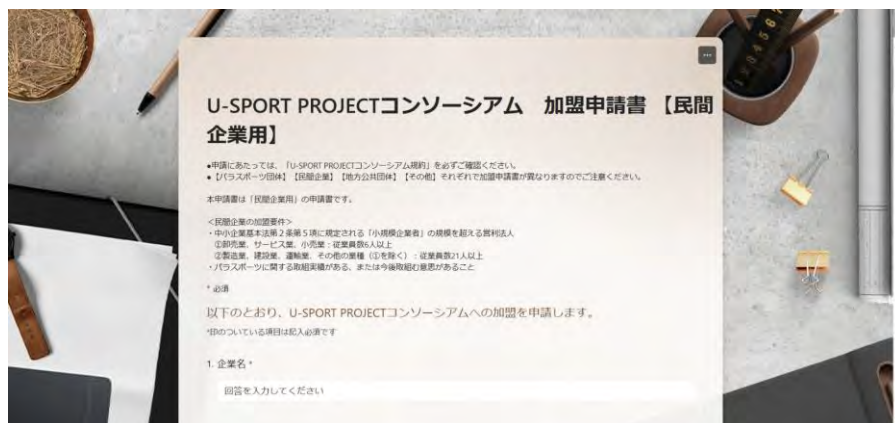 U-SPORT PROJECTコンソーシアム 加盟申請書 【民間
企業用】
●申請にあたっては、「U-SPORT PROJECTコンソーシアム規約」を必ずご確認ください。
●【パラスポーツ団体】【民間企業】【地方公共団体】【その他】それぞれで加盟申請書が異なりますのでご注意ください。
本申請書は「民間企業用」の申請書です。
<民間企業の加盟要件>
・中小企業基本法第2条第5項に規定される「小規模企業者」の規模を超える営利法人
①卸売業、サービス業、小売業：従業員数6人以上
②製造業、建設業、運輸業、その他の業種（①を除く）：従業員数21人以上
・パラスポーツに関する取組実績がある、または今後取組む意思があること
* 必須
以下のとおり、U-SPORT PROJECTコンソーシアムへの加盟を申請します。
*印のついている項目は記入必須です
1. 企業名 *
回答を入力してください